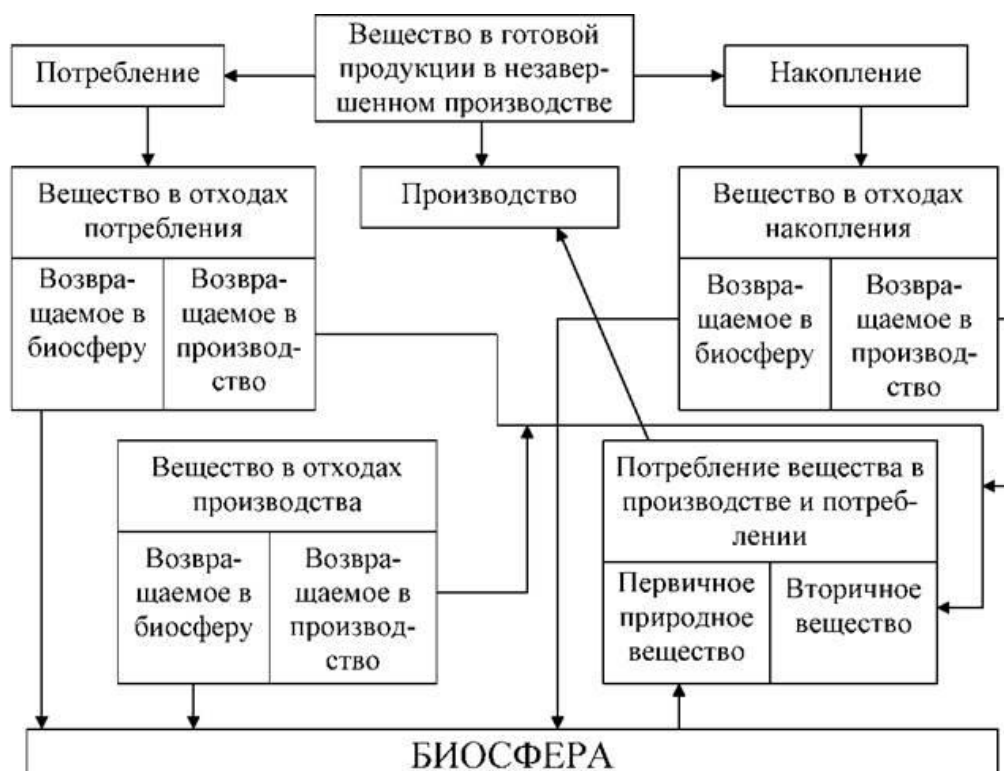 Потребление
Вещество в готовой
продукции в незавер-
шенном производстве
Накопление
Вещество в отходах
потребления
Возвра-
щаемое в
биосферу
Возвра-
щаемое в
производ-
ство
Производство
Вещество в отходах
накопления
Возвра-
щаемое в
биосферу
Возвра-
щаемое в
производ-
ство
Вещество в отходах
производства
Возвра-
щаемое в
биосферу
Возвра-
щаемое в
производ-
ство
Потребление вещества в
производстве и потреб-
лении
Первичное
природное
вещество
Вторичное
вещество
БИОСФЕРА